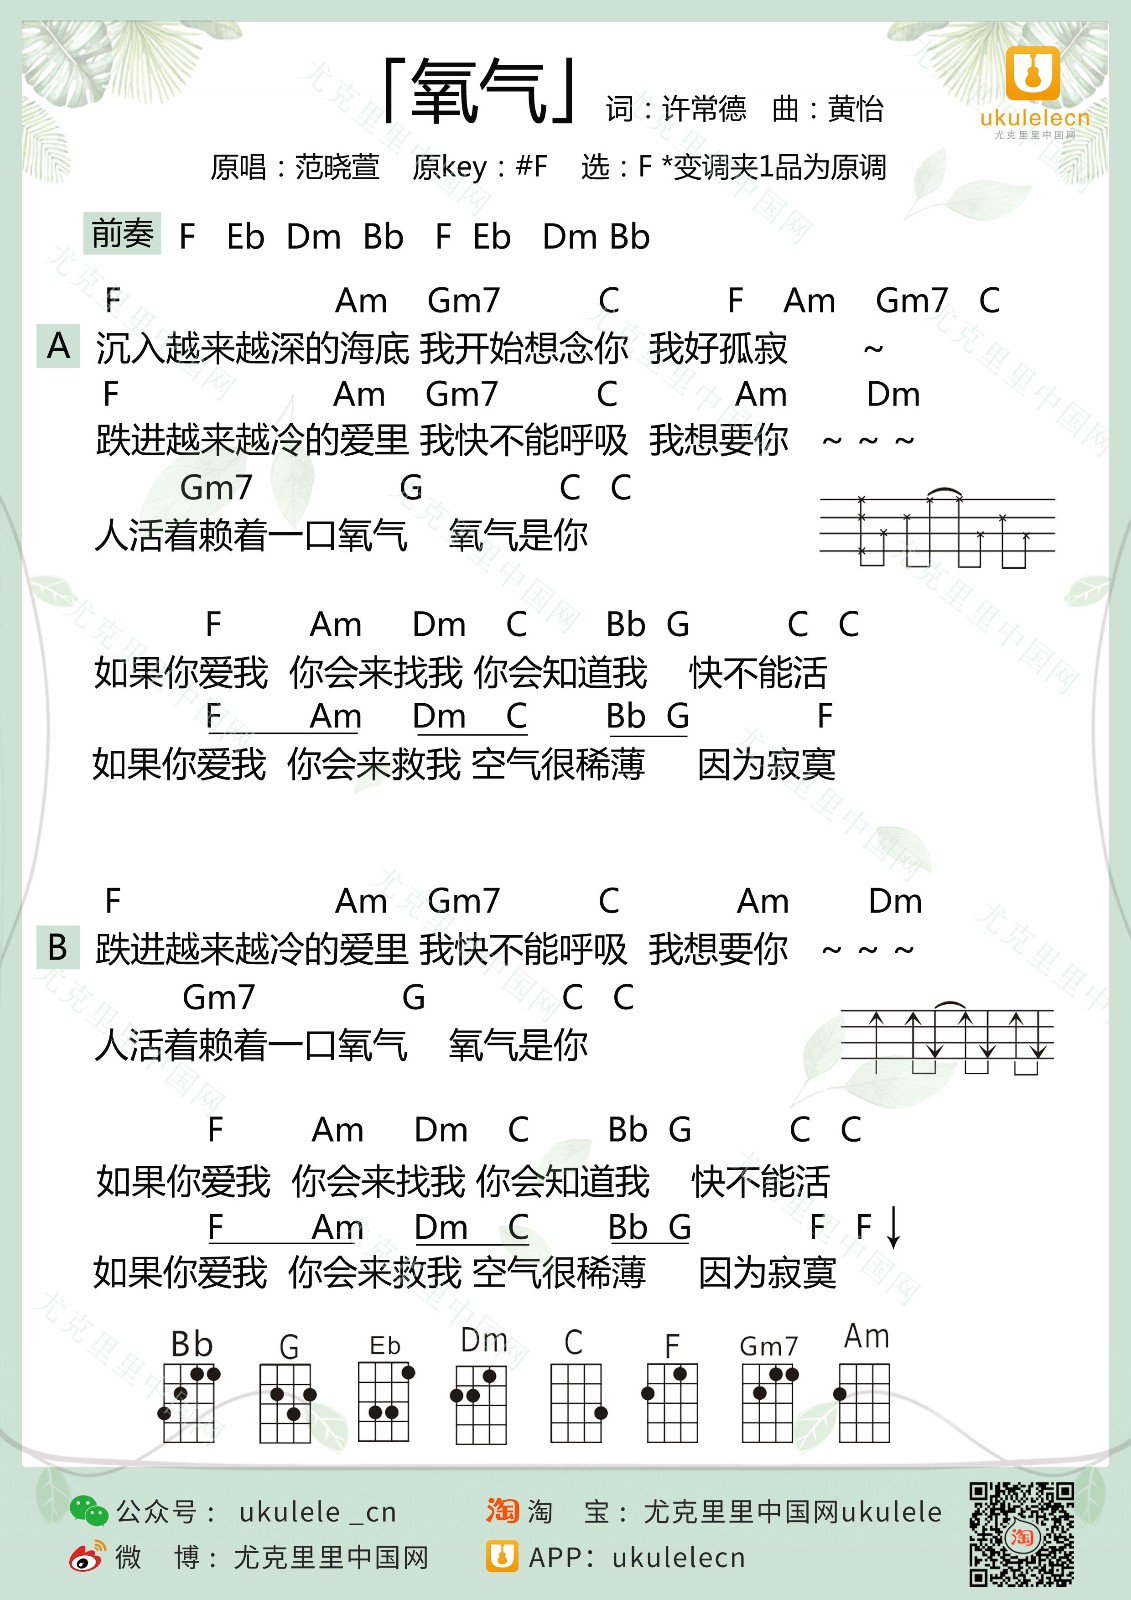 「氧气」 词：许常德 曲：黄怡
ukulelecn
尤克里里中国网
原唱：范晓萱 原key：#F 选：F *变调夹1品为原调
前奏 F Eb Dm Bb F Eb Dm Bb
F Am Gm7 C F Am Gm7 C
A 沉入越来越深的海底 我开始想念你 我好孤寂 ~
F Am Gm7 C Am Dm
跌进越来越冷的爱里 我快不能呼吸 我想要你 ~ ~ ~
Gm7 G C C
人活着赖着一口氧气 氧气是你
F Am Dm C Bb G C C
如果你爱我 你会来找我 你会知道我 快不能活
F Am Dm C Bb G F
如果你爱我 你会来救我 空气很稀薄 因为寂寞
F Am Gm7 C Am Dm
B 跌进越来越冷的爱里 我快不能呼吸 我想要你 ~ ~ ~
Gm7 G C C
人活着赖着一口氧气 氧气是你
F Am Dm C Bb G C C
如果你爱我 你会来找我 你会知道我 快不能活
F Am Dm C Bb G F F↓
如果你爱我 你会来救我 空气很稀薄 因为寂寞
Bb G Eb Dm C F Gm7 Am
公众号： ukulele _cn 淘 淘 宝：尤克里里中国网ukulele
淘
微 博：尤克里里中国网 APP：ukulelecn